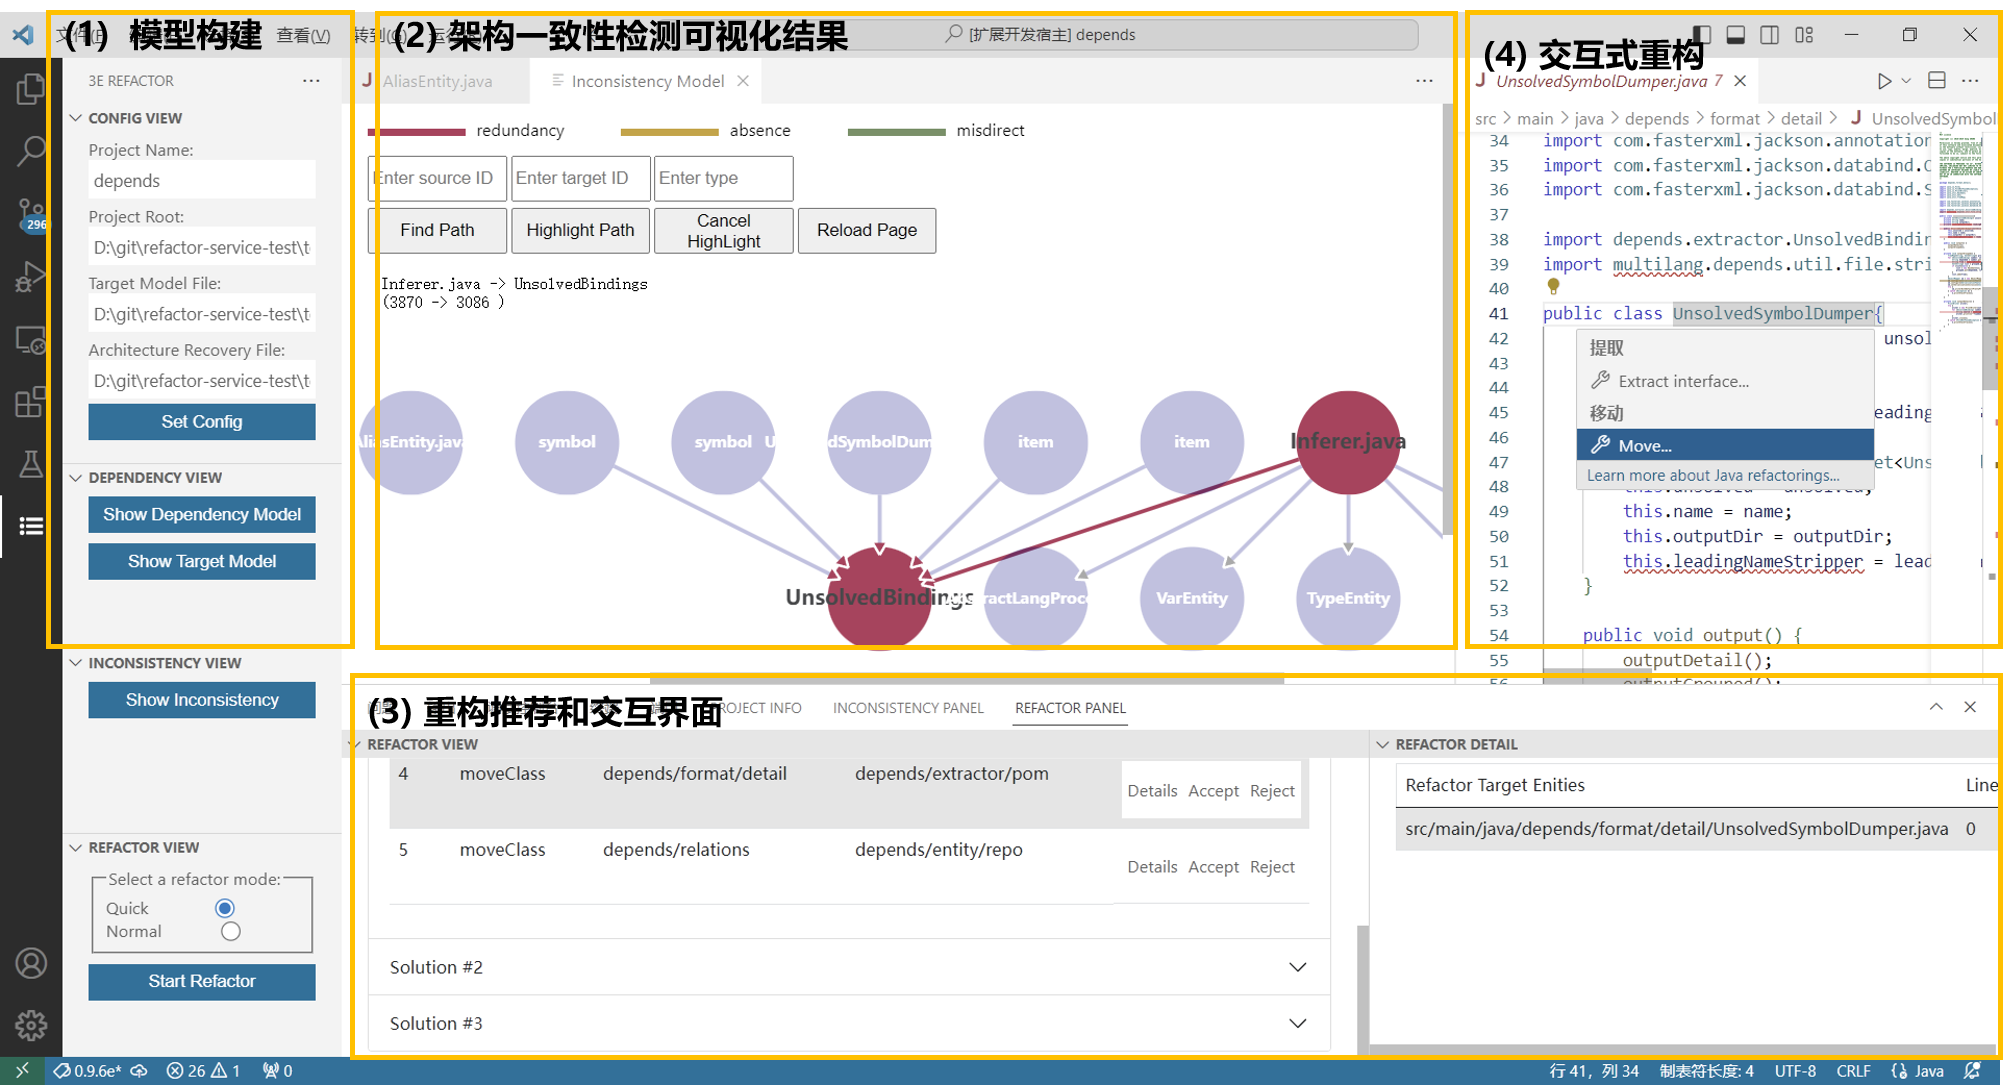 (1) 模型构建
查看(V)
(2) 架构一致性检测可视化结果
[扩展开发宿主] depends
(4) 交互式重构
3E REFACTOR
CONFIG VIEW
Project Name:
depends
Project Root:
D:\git\refactor-service-test\t
Target Model File:
D:\git\refactor-service-test\t
Architecture Recovery File:
D:\git\refactor-service-test\t
Set Config
DEPENDENCY VIEW
Show Dependency Model
Show Target Model
INCONSISTENCY VIEW
Show Inconsistency
REFACTOR VIEW
Select a refactor mode:
Quick
Normal
Start Refactor
296
J AliasEntity.java
Inconsistency Model
redundancy
absence
misdirect
Enter source ID
Enter target ID
Enter type
Find Path
Highlight Path
Cancel HighLight
Reload Page
Inferer.java -> UnsolvedBindings
(3870 -> 3086 )
AliasEntity.java
symbol
symbol
item
item
Inferer.java
UnsolvedBindings
VarEntity
TypeEntity
J UnsolvedSymbolDumper.java 7
src > main > java > depends > format > detail > J UnsolvedSymbol
34 import com.fasterxml.jackson.annotation
35 import com.fasterxml.jackson.databind.
36 import com.fasterxml.jackson.databind.
37
38 import depends.extractor.UnsolvedBindin
39 import multilang.depends.util.file.stri
40
41 public class UnsolvedSymbolDumper{
42 unsol
43
44
45 eading
46
47 et<Uns
48 this.unsolved = unsolved;
49 this.name = name;
50 this.outputDir = outputDir;
51 this.leadingNameStripper = lead
52 }
53
54 public void output() {
55 outputDetail();
56 outputGrouped();
提取
Extract interface...
移动
Move...
Learn more about Java refactorings...
(3) 重构推荐和交互界面
PROJECT INFO
INCONSISTENCY PANEL
REFACTOR PANEL
REFACTOR VIEW
4 moveClass depends/format/detail depends/extractor/pom Details Accept Reject
5 moveClass depends/relations depends/entity/repo Details Accept Reject
Solution #2
Solution #3
REFACTOR DETAIL
Refactor Target Enities Line
src/main/java/depends/format/detail/UnsolvedSymbolDumper.java 0
0.9.6e* 26 1 0
行 41，列 34 制表符长度: 4 UTF-8 CRLF Java